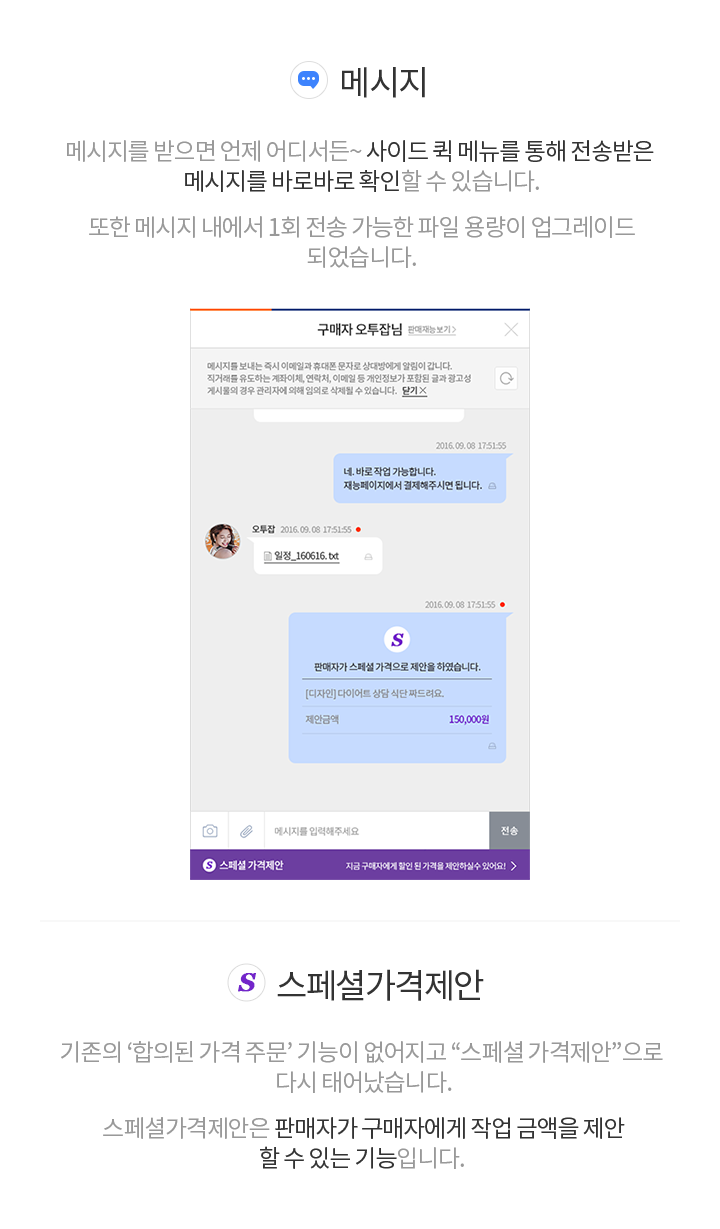 메시지
메시지를 받으면 언제 어디서든~ 사이드 퀵 메뉴를 통해 전송받은
메시지를 바로바로 확인할 수 있습니다.
또한 메시지 내에서 1회 전송 가능한 파일 용량이 업그레이드
되었습니다.
구매자 오투잡님 판매재능보기>
메시지를 보내는 즉시 이메일과 휴대폰 문자로 상대방에게 알림이 갑니다.
직거래를 유도하는 계좌이체, 연락처, 이메일 등 개인정보가 포함된 글과 광고성
게시물의 경우 관리자에 의해 임의로 삭제될 수 있습니다. 닫기×
2016. 09. 08 17:51:55
네. 바로 작업 가능합니다.
재능페이지에서 결제해주시면 됩니다.
오투잡 2016. 09. 08 17:51:55
일정_160616. txt
2016. 09. 08 17:51:55
S
판매자가 스페셜 가격으로 제안을 하였습니다.
[디자인] 다이어트 상담 식단 짜드려요.
제안금액 150,000원
메시지를 입력해주세요 전송
S 스페셜 가격제안 지금 구매자에게 할인 된 가격을 제안하실수 있어요! >
S 스페셜가격제안
기존의 ‘합의된 가격 주문’ 기능이 없어지고 “스페셜 가격제안”으로
다시 태어났습니다.
스페셜가격제안은 판매자가 구매자에게 작업 금액을 제안
할 수 있는 기능입니다.